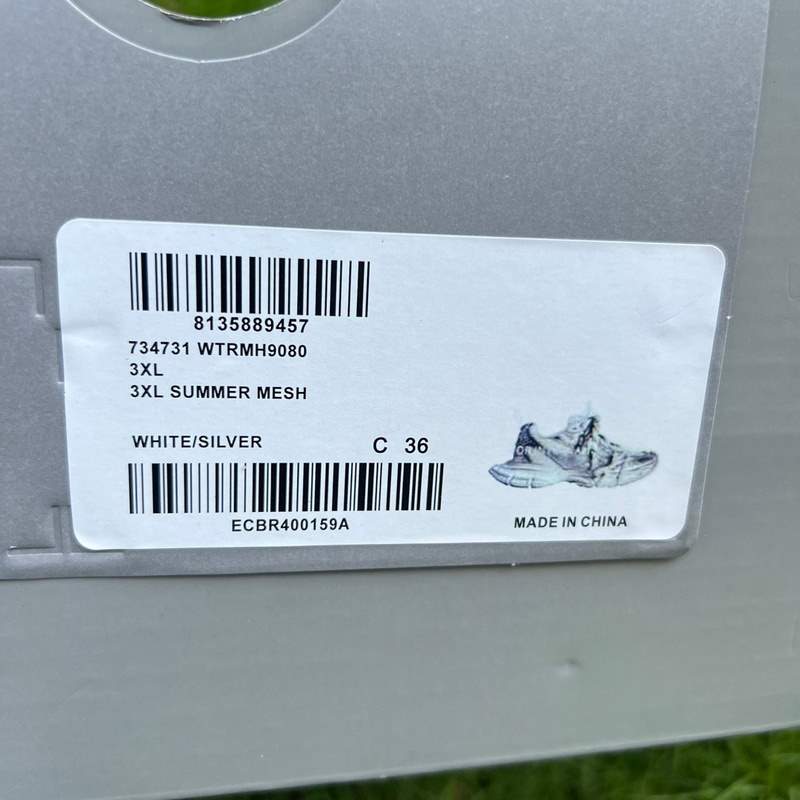 8135889457
734731 WTRMH9080
3XL
3XL SUMMER MESH
WHITE/SILVER C 36
ECBR400159A
MADE IN CHINA